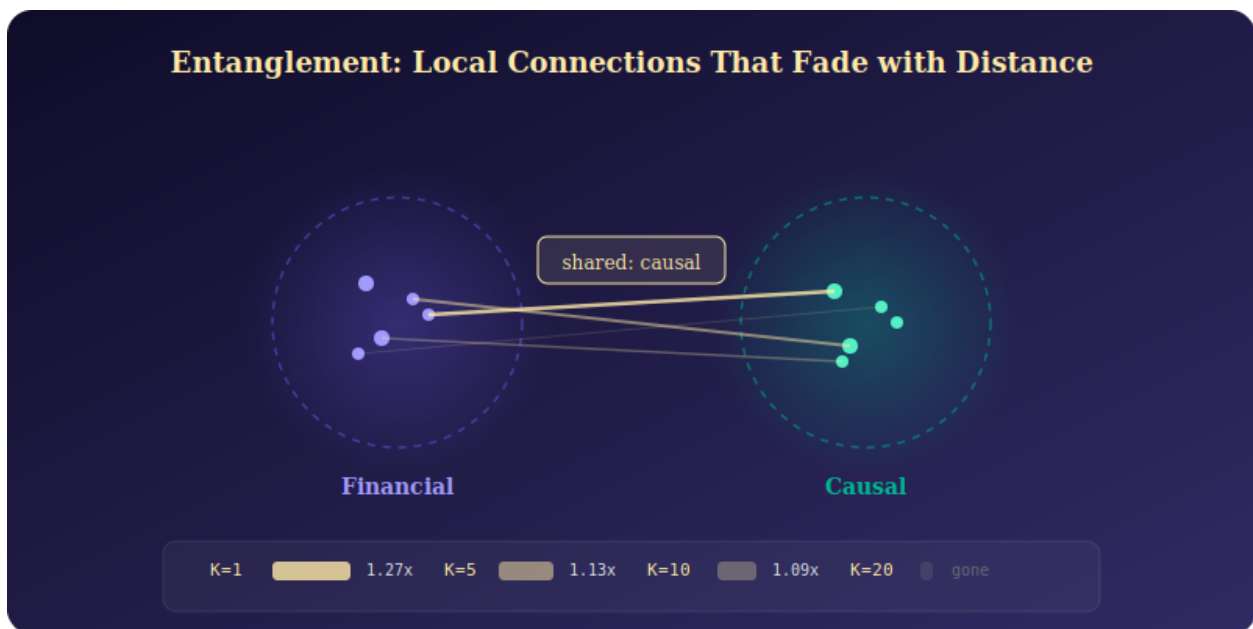 Entanglement: Local Connections That Fade with Distance
shared: causal
Financial
Causal
K=1 1.27x K=5 1.13x K=10 1.09x K=20 gone